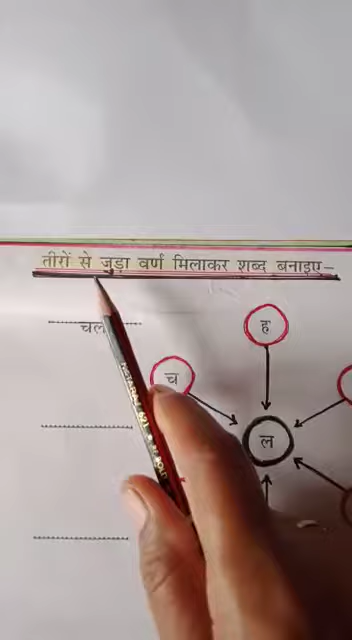 तीरों से जुड़ा वर्ण मिलाकर शब्द बनाइए–
चल
ह
च
ल